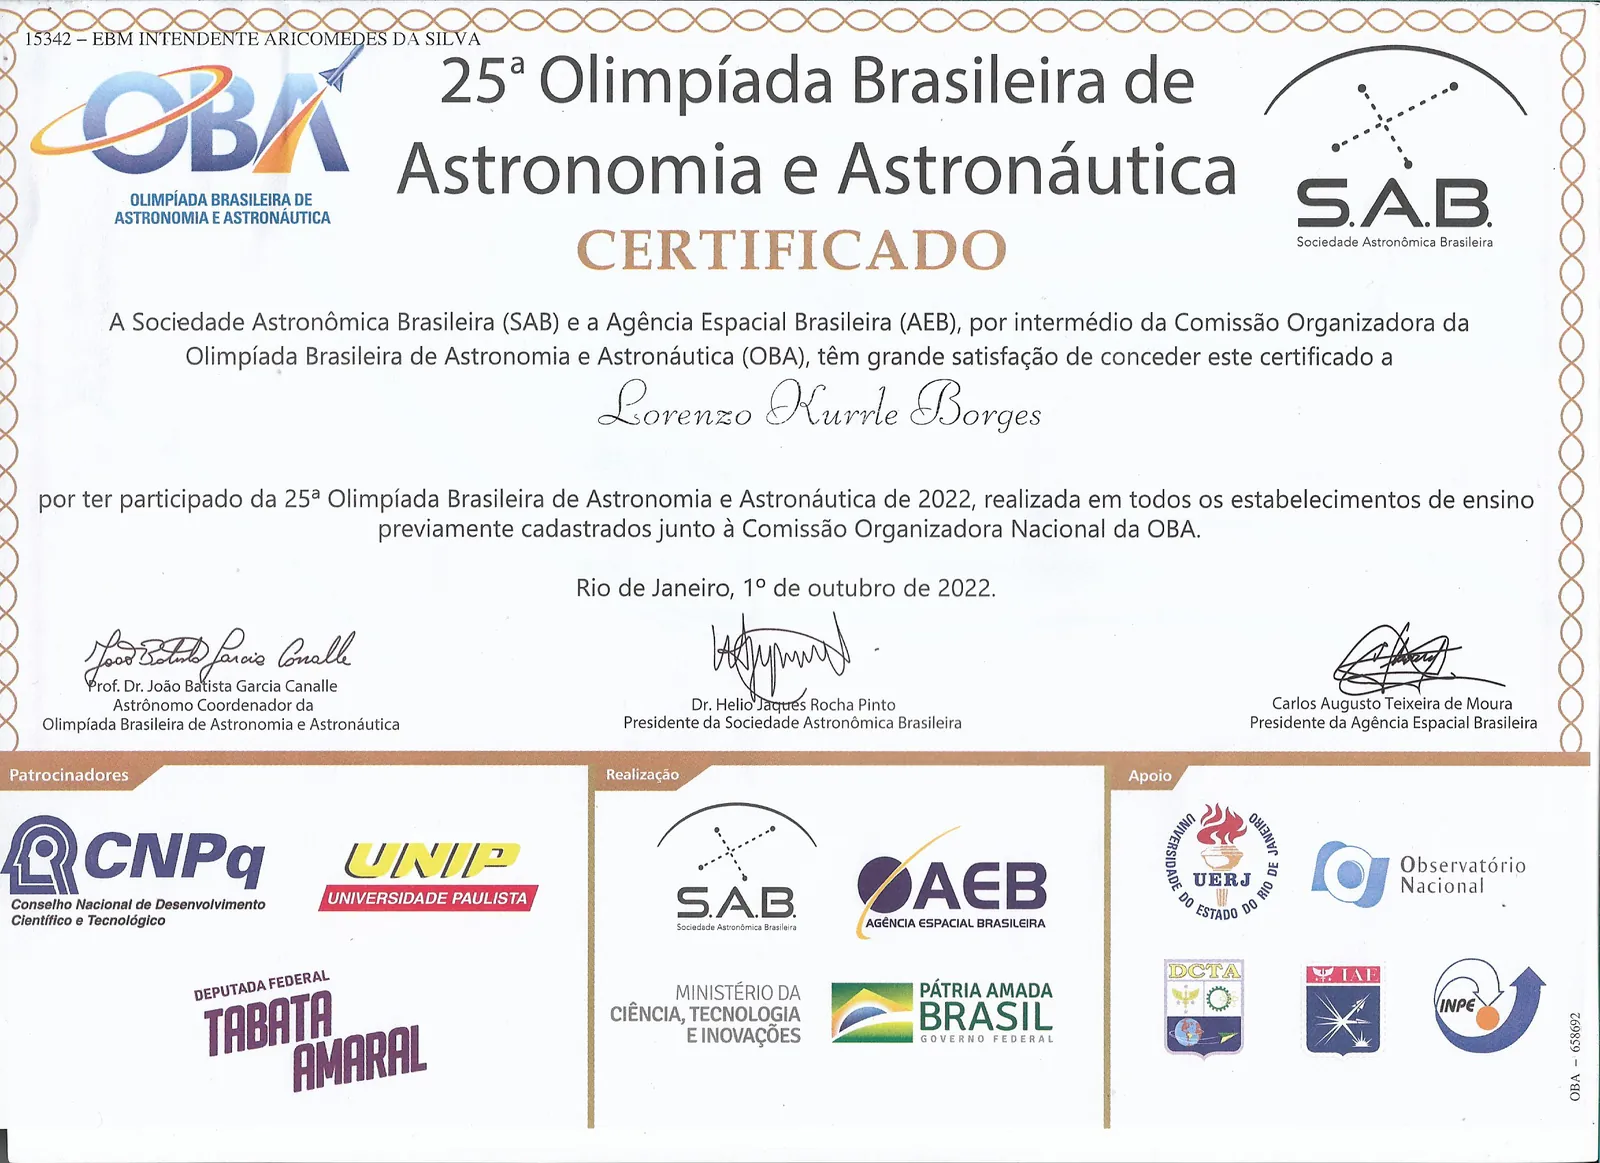 15342 – EBM INTENDENTE ARICOMEDES DA SILVA
OBA
OLIMPÍADA BRASILEIRA DE
ASTRONOMIA E ASTRONÁUTICA
25ª Olimpíada Brasileira de
Astronomia e Astronáutica
CERTIFICADO
S.A.B.
Sociedade Astronômica Brasileira
A Sociedade Astronômica Brasileira (SAB) e a Agência Espacial Brasileira (AEB), por intermédio da Comissão Organizadora da
Olimpíada Brasileira de Astronomia e Astronáutica (OBA), têm grande satisfação de conceder este certificado a
Lorenzo Kurrle Borges
por ter participado da 25ª Olimpíada Brasileira de Astronomia e Astronáutica de 2022, realizada em todos os estabelecimentos de ensino
previamente cadastrados junto à Comissão Organizadora Nacional da OBA.
Rio de Janeiro, 1º de outubro de 2022.
João Batista Garcia Canalle
Prof. Dr. João Batista Garcia Canalle
Astrônomo Coordenador da
Olimpíada Brasileira de Astronomia e Astronáutica
Dr. Helio Jaques Rocha Pinto
Presidente da Sociedade Astronômica Brasileira
Carlos Augusto Teixeira de Moura
Presidente da Agência Espacial Brasileira
Patrocinadores
CNPq
Conselho Nacional de Desenvolvimento
Científico e Tecnológico
UNIP
UNIVERSIDADE PAULISTA
DEPUTADA FEDERAL
TABATA
AMARAL
Realização
S.A.B.
Sociedade Astronômica Brasileira
AEB
AGÊNCIA ESPACIAL BRASILEIRA
MINISTÉRIO DA
CIÊNCIA, TECNOLOGIA
E INOVAÇÕES
PÁTRIA AMADA
BRASIL
GOVERNO FEDERAL
Apoio
UNIVERSIDADE DO ESTADO DO RIO DE JANEIRO
UERJ
Observatório
Nacional
DCTA
IAE
INPE
OBA – 658692